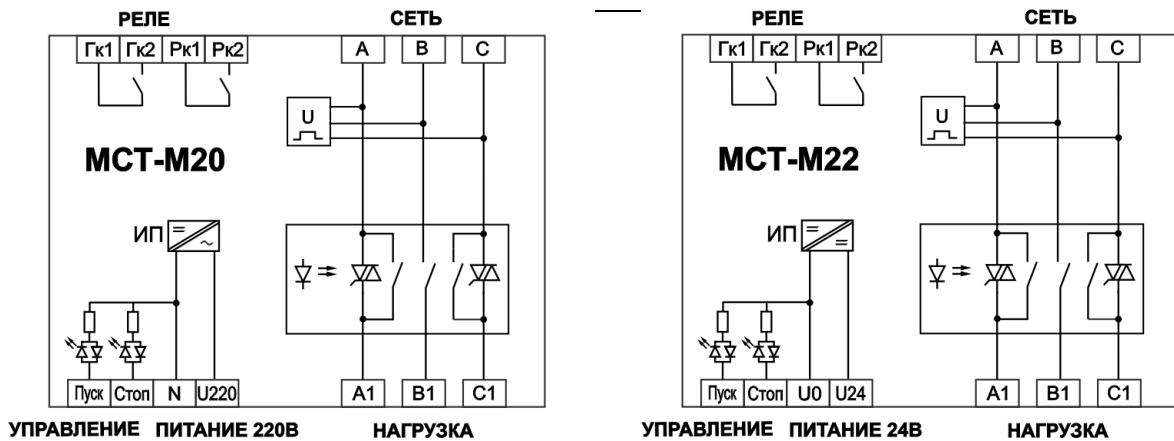 РЕЛЕ СЕТЬ
Гк1 Гк2 Рк1 Рк2 A B C
U
МСТ-М20
ИП
Пуск Стоп N U220 A1 B1 C1
УПРАВЛЕНИЕ ПИТАНИЕ 220В НАГРУЗКА
РЕЛЕ СЕТЬ
Гк1 Гк2 Рк1 Рк2 A B C
U
МСТ-М22
ИП
Пуск Стоп U0 U24 A1 B1 C1
УПРАВЛЕНИЕ ПИТАНИЕ 24В НАГРУЗКА